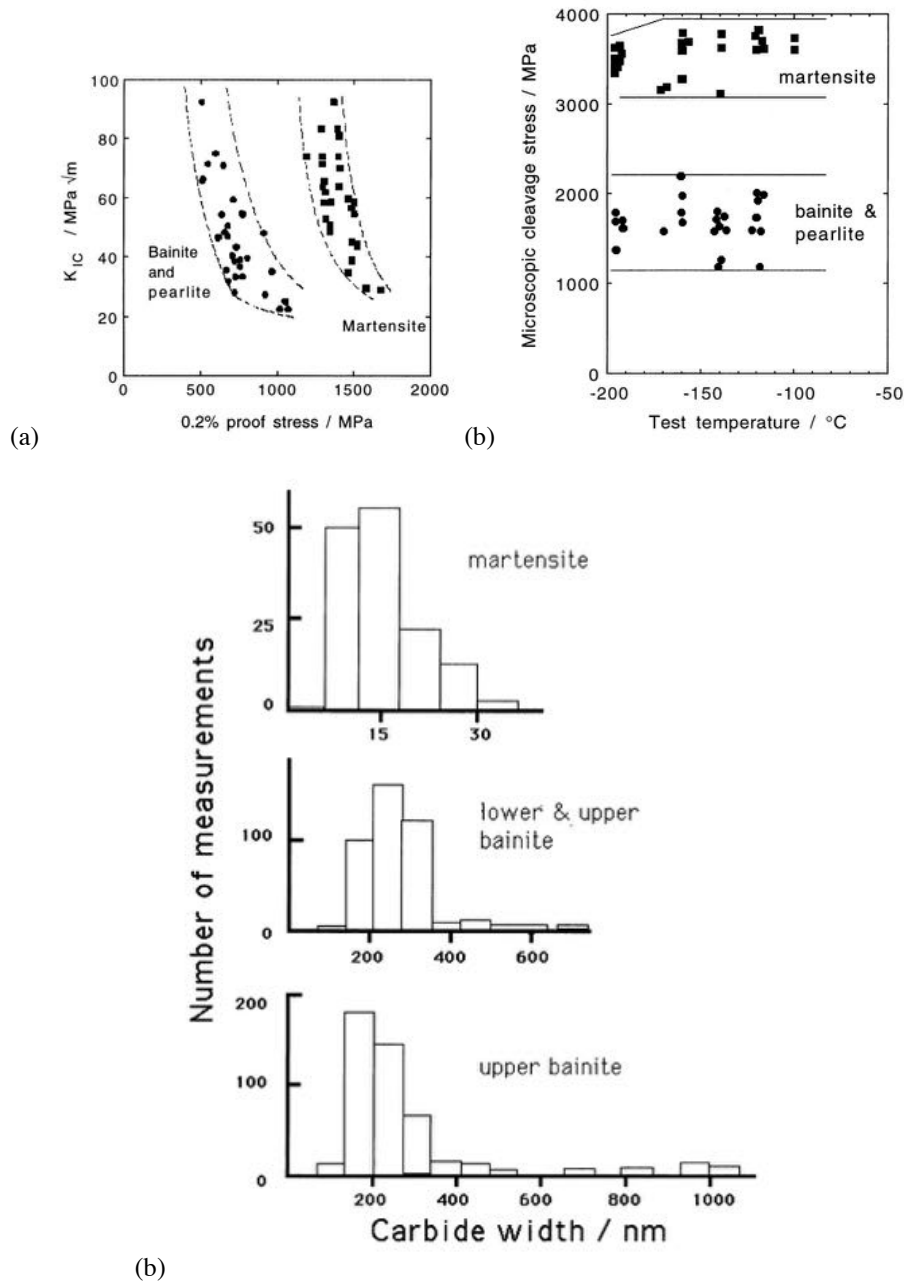 100
80
60
40
20
0
K IC / MPa √m
Bainite
and
pearlite
Martensite
0 500 1000 1500 2000
0.2% proof stress / MPa
(a)
4000
3000
2000
1000
0
Microscopic cleavage stress / MPa
martensite
bainite &
pearlite
-200 -150 -100 -50
Test temperature / °C
(b)
Number of measurements
50
25
0
martensite
15 30
100
0
lower & upper
bainite
200 400 600
200
100
0
upper bainite
200 400 600 800 1000
Carbide width / nm
(b)